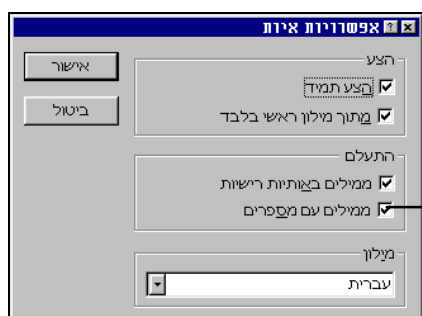 אפשרויות איות
הצע
הצע תמיד
מתוך מילון ראשי בלבד
התעלם
ממילים באותיות רישיות
ממילים עם מספרים
מילון
עברית
אישור
ביטול